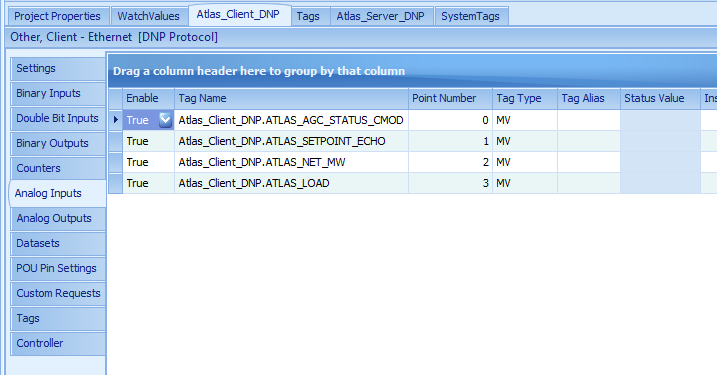 Project Properties WatchValues Atlas_Client_DNP Tags Atlas_Server_DNP SystemTags
Other, Client - Ethernet [DNP Protocol]
Settings
Binary Inputs
Double Bit Inputs
Binary Outputs
Counters
Analog Inputs
Analog Outputs
Datasets
POU Pin Settings
Custom Requests
Tags
Controller
Drag a column header here to group by that column
Enable Tag Name Point Number Tag Type Tag Alias Status Value Ins
True Atlas_Client_DNP.ATLAS_AGC_STATUS_CMOD 0 MV
True Atlas_Client_DNP.ATLAS_SETPOINT_ECHO 1 MV
True Atlas_Client_DNP.ATLAS_NET_MW 2 MV
True Atlas_Client_DNP.ATLAS_LOAD 3 MV